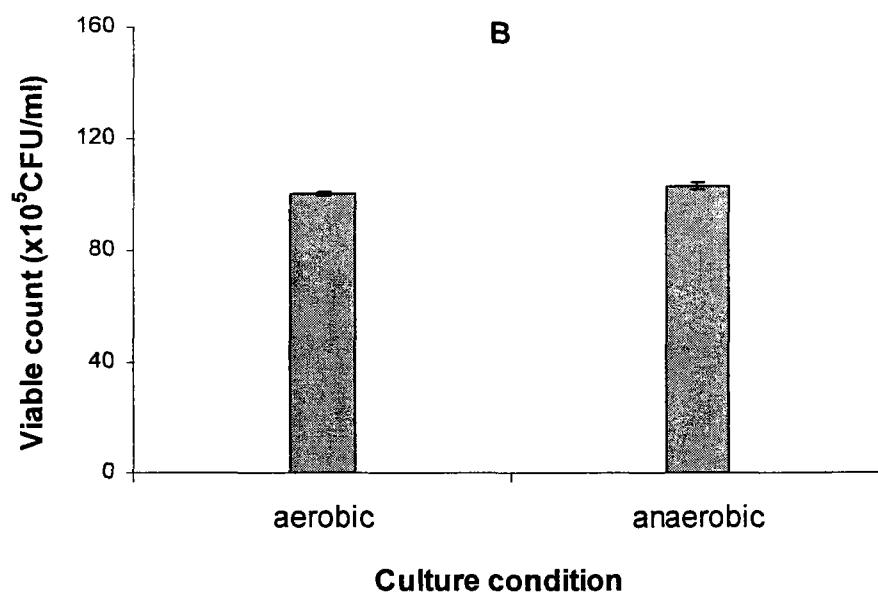 B
160
120
80
40
0
Viable count (x10⁵CFU/ml)
aerobic anaerobic
Culture condition